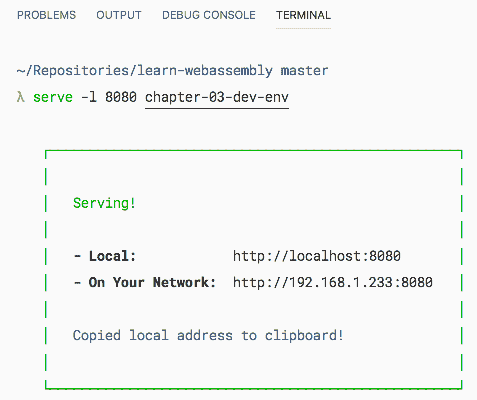 PROBLEMS OUTPUT DEBUG CONSOLE TERMINAL
~/Repositories/learn-webassembly master
λ serve -l 8080 chapter-03-dev-env
Serving!
- Local: http://localhost:8080
- On Your Network: http://192.168.1.233:8080
Copied local address to clipboard!